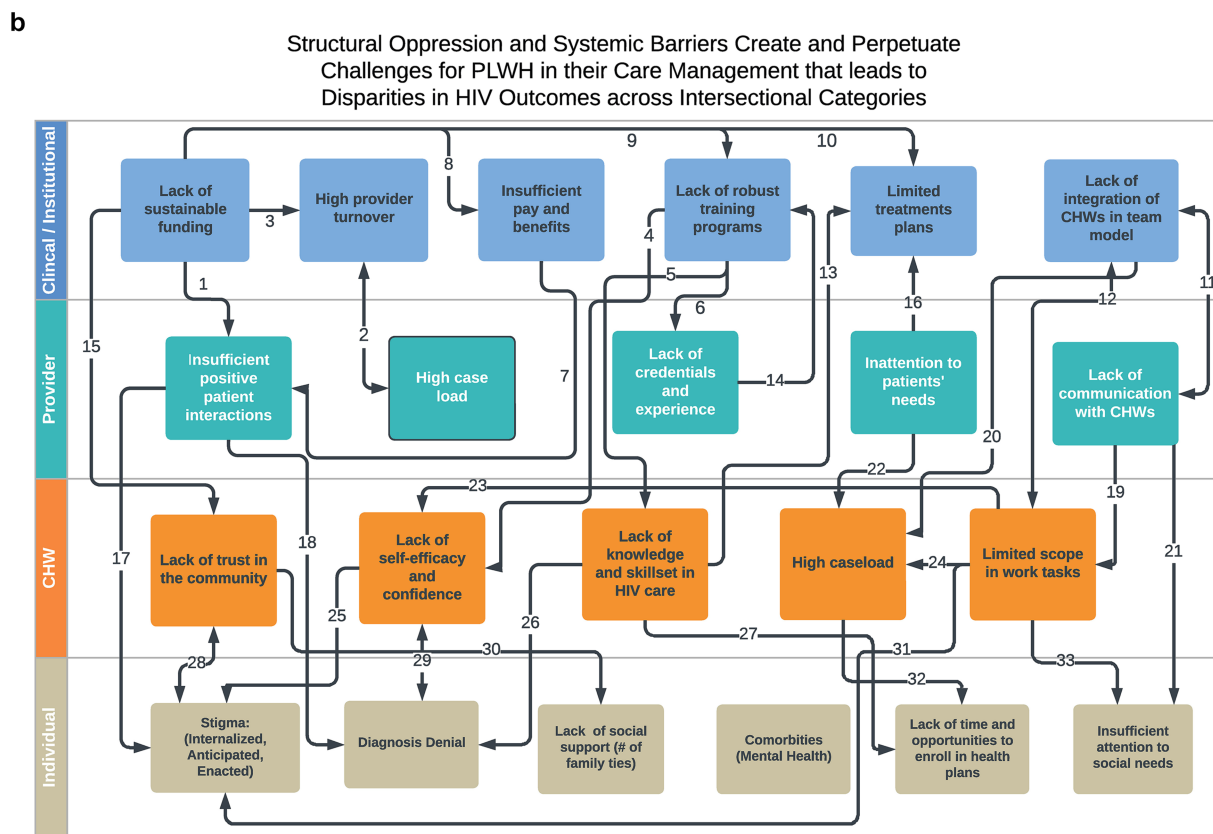 b
Structural Oppression and Systemic Barriers Create and Perpetuate
Challenges for PLWH in their Care Management that leads to
Disparities in HIV Outcomes across Intersectional Categories
Clincal / Institutional
Lack of
sustainable
funding
High provider
turnover
Insufficient
pay and
benefits
Lack of robust
training
programs
Limited
treatments
plans
Lack of
integration of
CHWs in team
model
8
9
10
3
4
5
13
11
1
6
16
12
Provider
15
2
7
14
20
Insufficient
positive
patient
interactions
High case
load
Lack of
credentials
and
experience
Inattention to
patients'
needs
Lack of
communication
with CHWs
22
23
19
CHW
17
18
21
Lack of trust in
the community
Lack of
self-efficacy
and
confidence
Lack of
knowledge
and skillset in
HIV care
High caseload
24
Limited scope
in work tasks
25
26
27
28
29
30
31
32
33
Individual
Stigma:
(Internalized,
Anticipated,
Enacted)
Diagnosis Denial
Lack of social
support (# of
family ties)
Comorbities
(Mental Health)
Lack of time and
opportunities to
enroll in health
plans
Insufficient
attention to
social needs